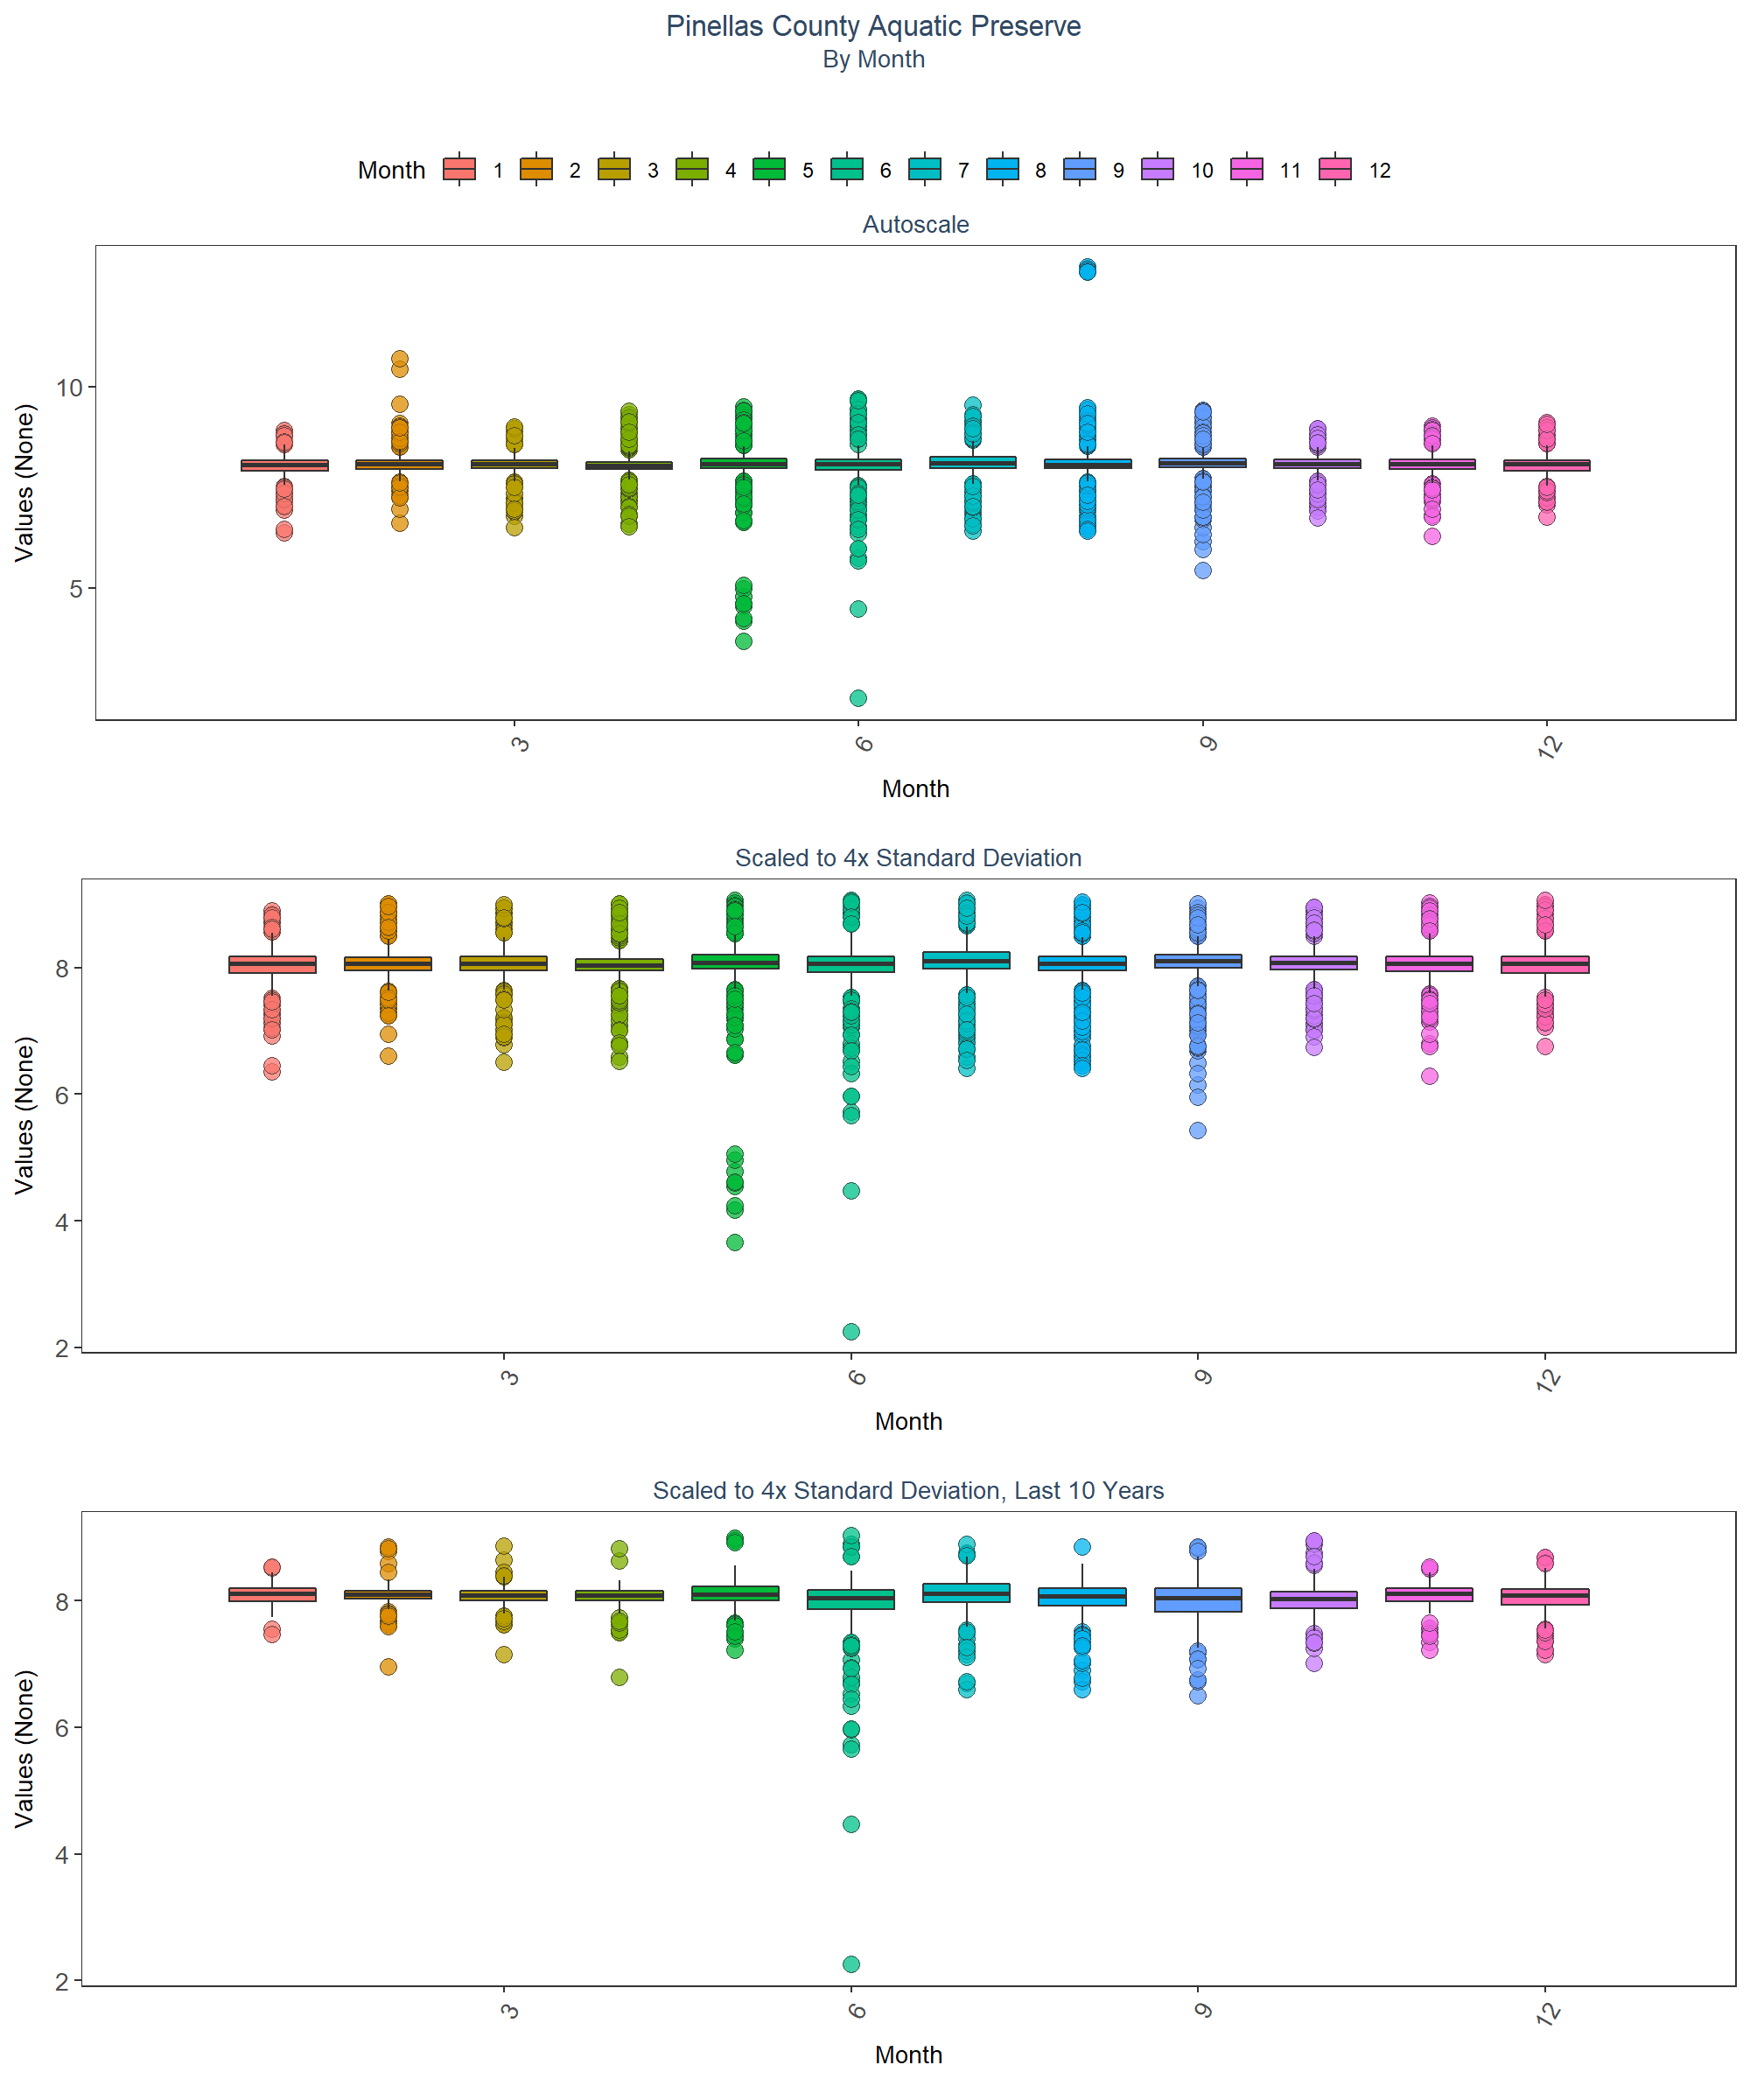 Pinellas County Aquatic Preserve
By Month
Month 1 2 3 4 5 6 7 8 9 10 11 12
Autoscale
Values (None)
10
5
3 6 9 12
Month
Scaled to 4x Standard Deviation
Values (None)
8
6
4
2
3 6 9 12
Month
Scaled to 4x Standard Deviation, Last 10 Years
Values (None)
8
6
4
2
3 6 9 12
Month